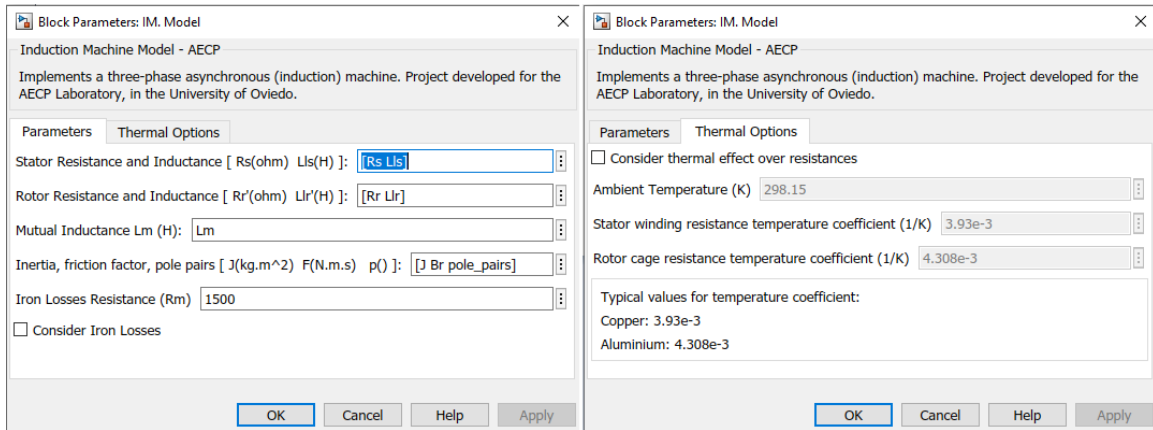 Block Parameters: IM. Model
Induction Machine Model - AECP
Implements a three-phase asynchronous (induction) machine. Project developed for the
AECP Laboratory, in the University of Oviedo.
Parameters Thermal Options
Stator Resistance and Inductance [ Rs(ohm) Lls(H) ]: [Rs Lls]
Rotor Resistance and Inductance [ Rr'(ohm) Llr'(H) ]: [Rr Llr]
Mutual Inductance Lm (H): Lm
Inertia, friction factor, pole pairs [ J(kg.m^2) F(N.m.s) p() ]: [J Br pole_pairs]
Iron Losses Resistance (Rm) 1500
Consider Iron Losses
OK Cancel Help Apply
Block Parameters: IM. Model
Induction Machine Model - AECP
Implements a three-phase asynchronous (induction) machine. Project developed for the
AECP Laboratory, in the University of Oviedo.
Parameters Thermal Options
Consider thermal effect over resistances
Ambient Temperature (K) 298.15
Stator winding resistance temperature coefficient (1/K) 3.93e-3
Rotor cage resistance temperature coefficient (1/K) 4.308e-3
Typical values for temperature coefficient:
Copper: 3.93e-3
Aluminium: 4.308e-3
OK Cancel Help Apply